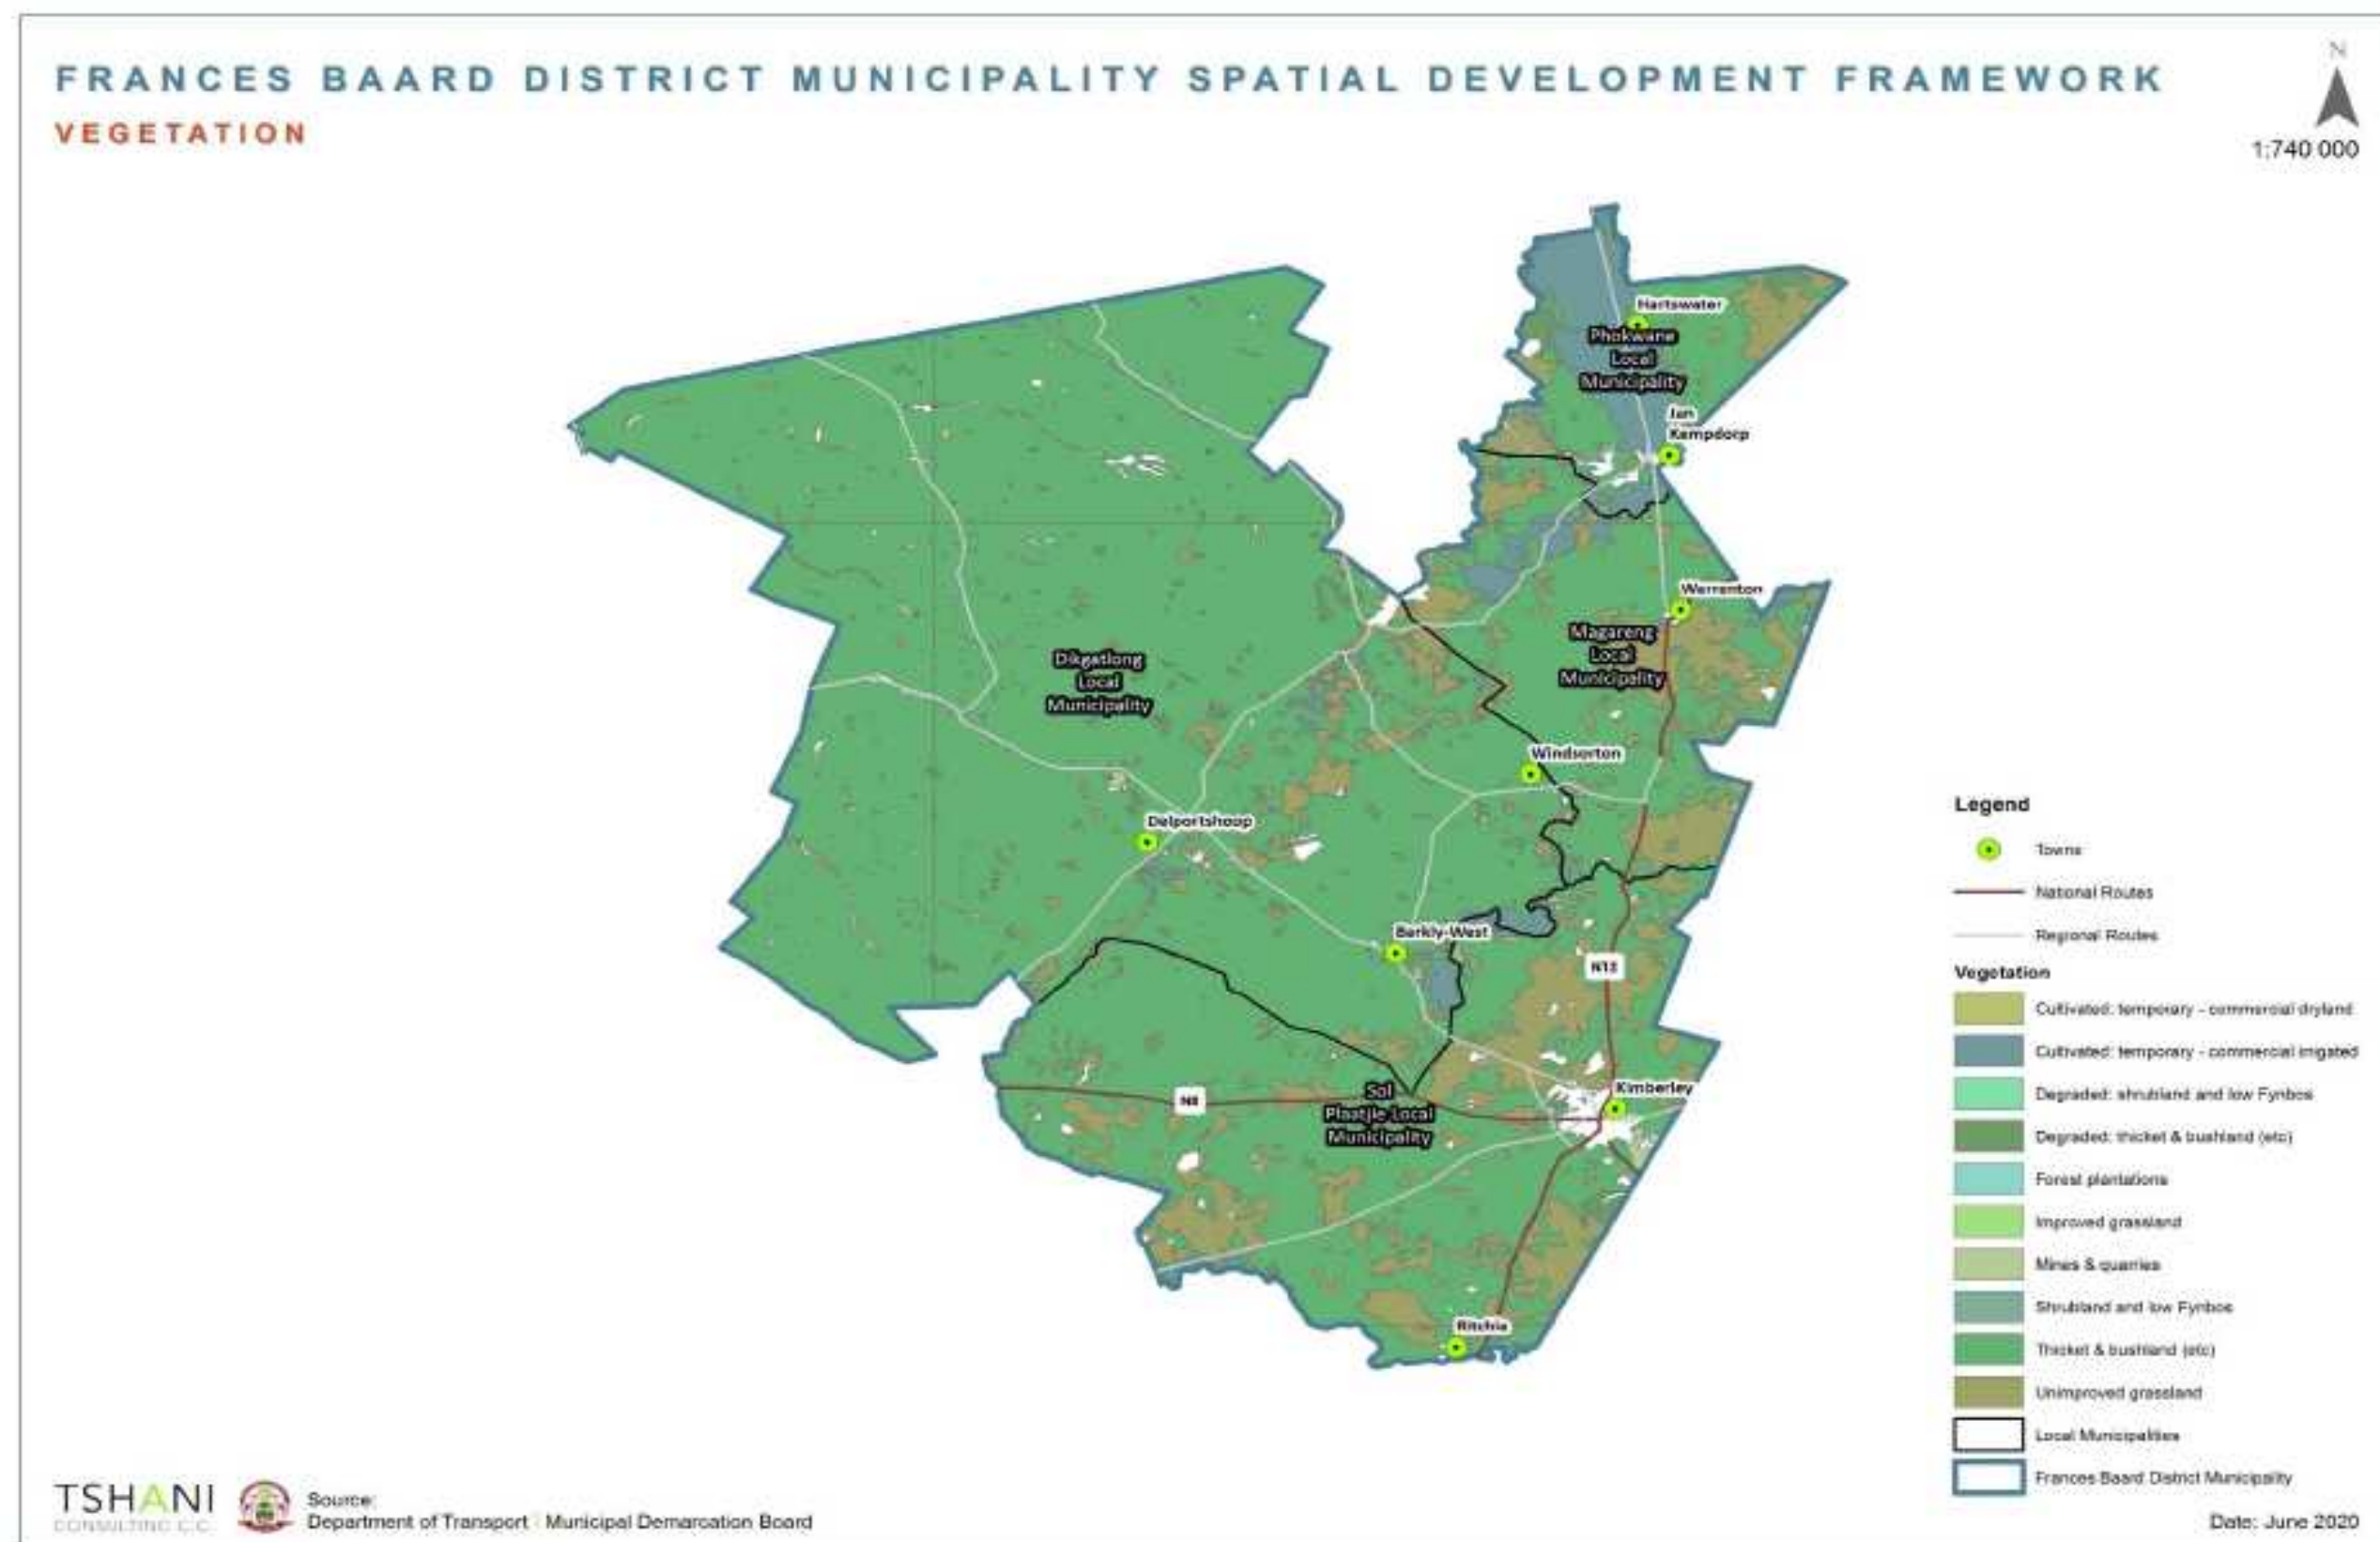 FRANCES BAARD DISTRICT MUNICIPALITY SPATIAL DEVELOPMENT FRAMEWORK
VEGETATION
N
1:740 000
Hartswater
Phokwane
Local
Municipality
Jan
Kempdorp
Warrenton
Magareng
Local
Municipality
Dikgatlong
Local
Municipality
Windsorton
Delportshoop
Barkly-West
N12
N8
Sol
Plaatjie Local
Municipality
Kimberley
Ritchie
Legend
Towns
National Routes
Regional Routes
Vegetation
Cultivated: temporary - commercial dryland
Cultivated: temporary - commercial irrigated
Degraded: shrubland and low Fynbos
Degraded: thicket & bushland (etc)
Forest plantations
Improved grassland
Mines & quarries
Shrubland and low Fynbos
Thicket & bushland (etc)
Unimproved grassland
Local Municipalities
Frances Baard District Municipality
TSHANI
CONSULTING C.C.
Source:
Department of Transport | Municipal Demarcation Board
Date: June 2020